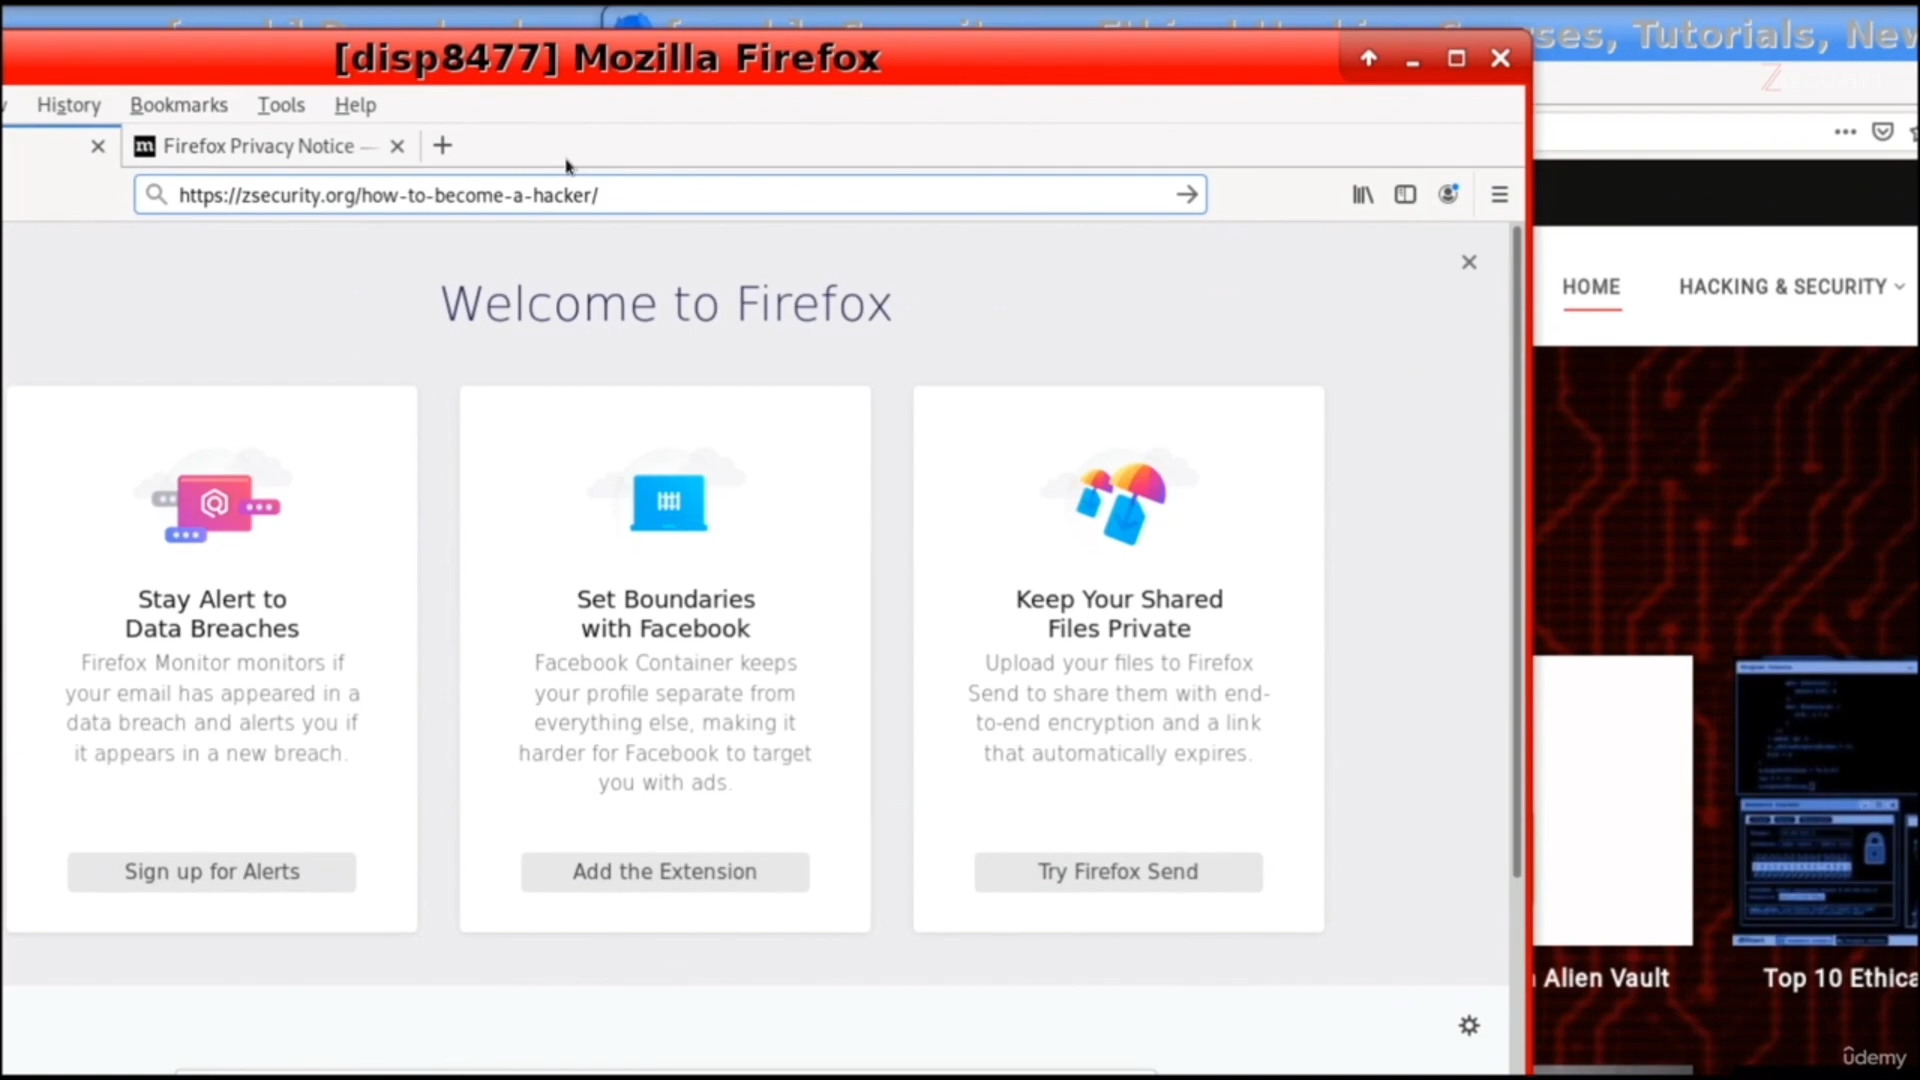 ses, Tutorials, New
[disp8477] Mozilla Firefox
History Bookmarks Tools Help
Firefox Privacy Notice —
https://zsecurity.org/how-to-become-a-hacker/
HOME
HACKING & SECURITY
Welcome to Firefox
Stay Alert to
Data Breaches
Firefox Monitor monitors if
your email has appeared in a
data breach and alerts you if
it appears in a new breach.
Sign up for Alerts
Set Boundaries
with Facebook
Facebook Container keeps
your profile separate from
everything else, making it
harder for Facebook to target
you with ads.
Add the Extension
Keep Your Shared
Files Private
Upload your files to Firefox
Send to share them with end-
to-end encryption and a link
that automatically expires.
Try Firefox Send
Alien Vault
Top 10 Ethica
ûdemy